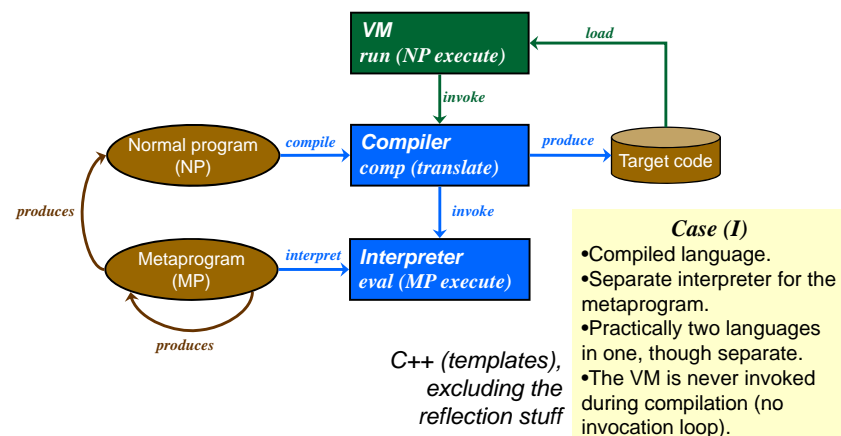 VM
run (NP execute)
load
invoke
Normal program
(NP)
compile
Compiler
comp (translate)
produce
Target code
produces
invoke
Metaprogram
(MP)
interpret
Interpreter
eval (MP execute)
produces
C++ (templates),
excluding the
reflection stuff
Case (I)
•Compiled language.
•Separate interpreter for the
metaprogram.
•Practically two languages
in one, though separate.
•The VM is never invoked
during compilation (no
invocation loop).